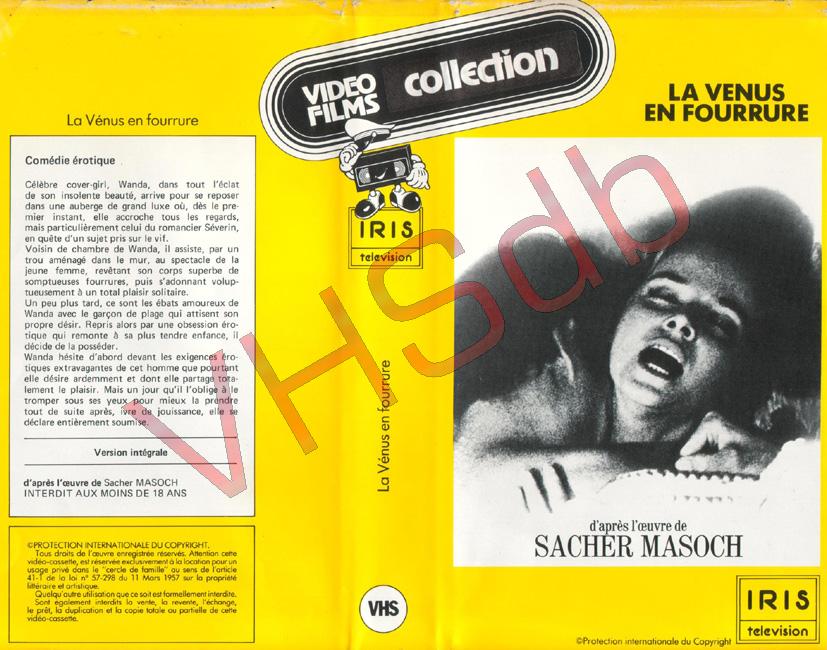 La Vénus en fourrure
Comédie érotique
Célèbre cover-girl, Wanda, dans tout l'éclat
de son insolente beauté, arrive pour se reposer
dans une auberge de grand luxe où, dès le pre-
mier instant, elle accroche tous les regards,
mais particulièrement celui du romancier Séverin,
en quête d'un sujet pris sur le vif.
Voisin de chambre de Wanda, il assiste, par un
trou aménagé dans le mur, au spectacle de la
jeune femme, revêtant son corps superbe de
somptueuses fourrures, puis s'adonnant volup-
tueusement à un total plaisir solitaire.
Un peu plus tard, ce sont les ébats amoureux de
Wanda avec le garçon de plage qui attisent son
propre désir. Repris alors par une obsession éro-
tique qui remonte à sa plus tendre enfance, il
décide de la posséder.
Wanda hésite d'abord devant les exigences éro-
tiques extravagantes de cet homme que pourtant
elle désire ardemment et dont elle partage tota-
lement le plaisir. Mais un jour qu'il l'oblige à le
tromper sous ses yeux pour mieux la prendre
tout de suite après, ivre de jouissance, elle se
déclare entièrement soumise.
Version intégrale
d'après l'œuvre de Sacher MASOCH
INTERDIT AUX MOINS DE 18 ANS
©PROTECTION INTERNATIONALE DU COPYRIGHT.
Tous droits de l'œuvre enregistrée réservés. Attention cette
vidéo-cassette, est réservée exclusivement à la location pour un
usage privé dans le "cercle de famille" au sens de l'article
41-1 de la loi n° 57-298 du 11 Mars 1957 sur la propriété
littéraire et artistique.
Quelqu'autre utilisation que ce soit est formellement interdite.
Sont également interdits la vente, la revente, l'échange,
le prêt, la duplication et la copie totale ou partielle de cette
vidéo-cassette.
VIDEO
FILMS
collection
IRIS
television
La Vénus en fourrure
VHS
LA VENUS
EN FOURRURE
d'après l'œuvre de
SACHER MASOCH
IRIS
television
©Protection internationale du Copyright
VHSdb